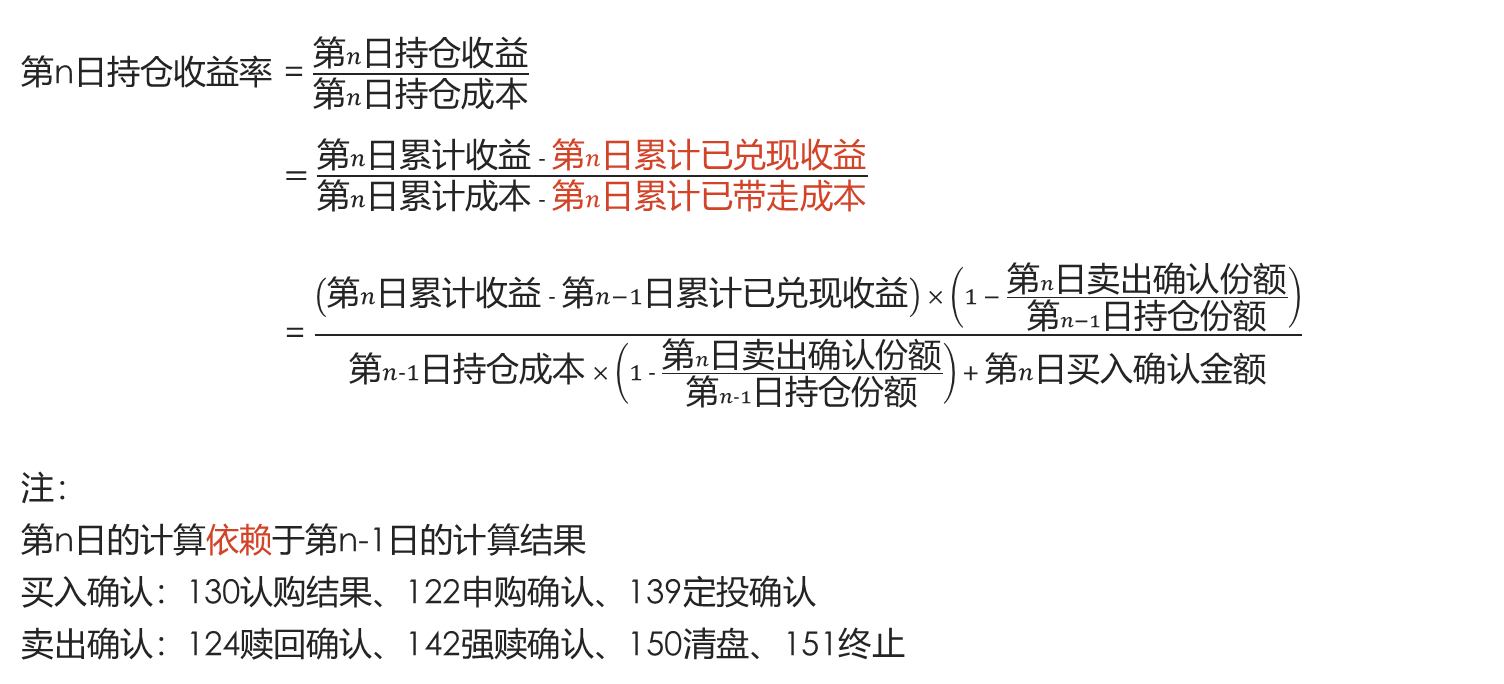 第n日持仓收益率 = 第n日持仓收益
第n日持仓成本
= 第n日累计收益 - 第n日累计已兑现收益
第n日累计成本 - 第n日累计已带走成本
= (第n日累计收益 - 第n−1日累计已兑现收益) × (1 − 第n日卖出确认份额 / 第n−1日持仓份额)
第n-1日持仓成本 × (1 - 第n日卖出确认份额 / 第n-1日持仓份额) + 第n日买入确认金额
注：
第n日的计算依赖于第n-1日的计算结果
买入确认：130认购结果、122申购确认、139定投确认
卖出确认：124赎回确认、142强赎确认、150清盘、151终止